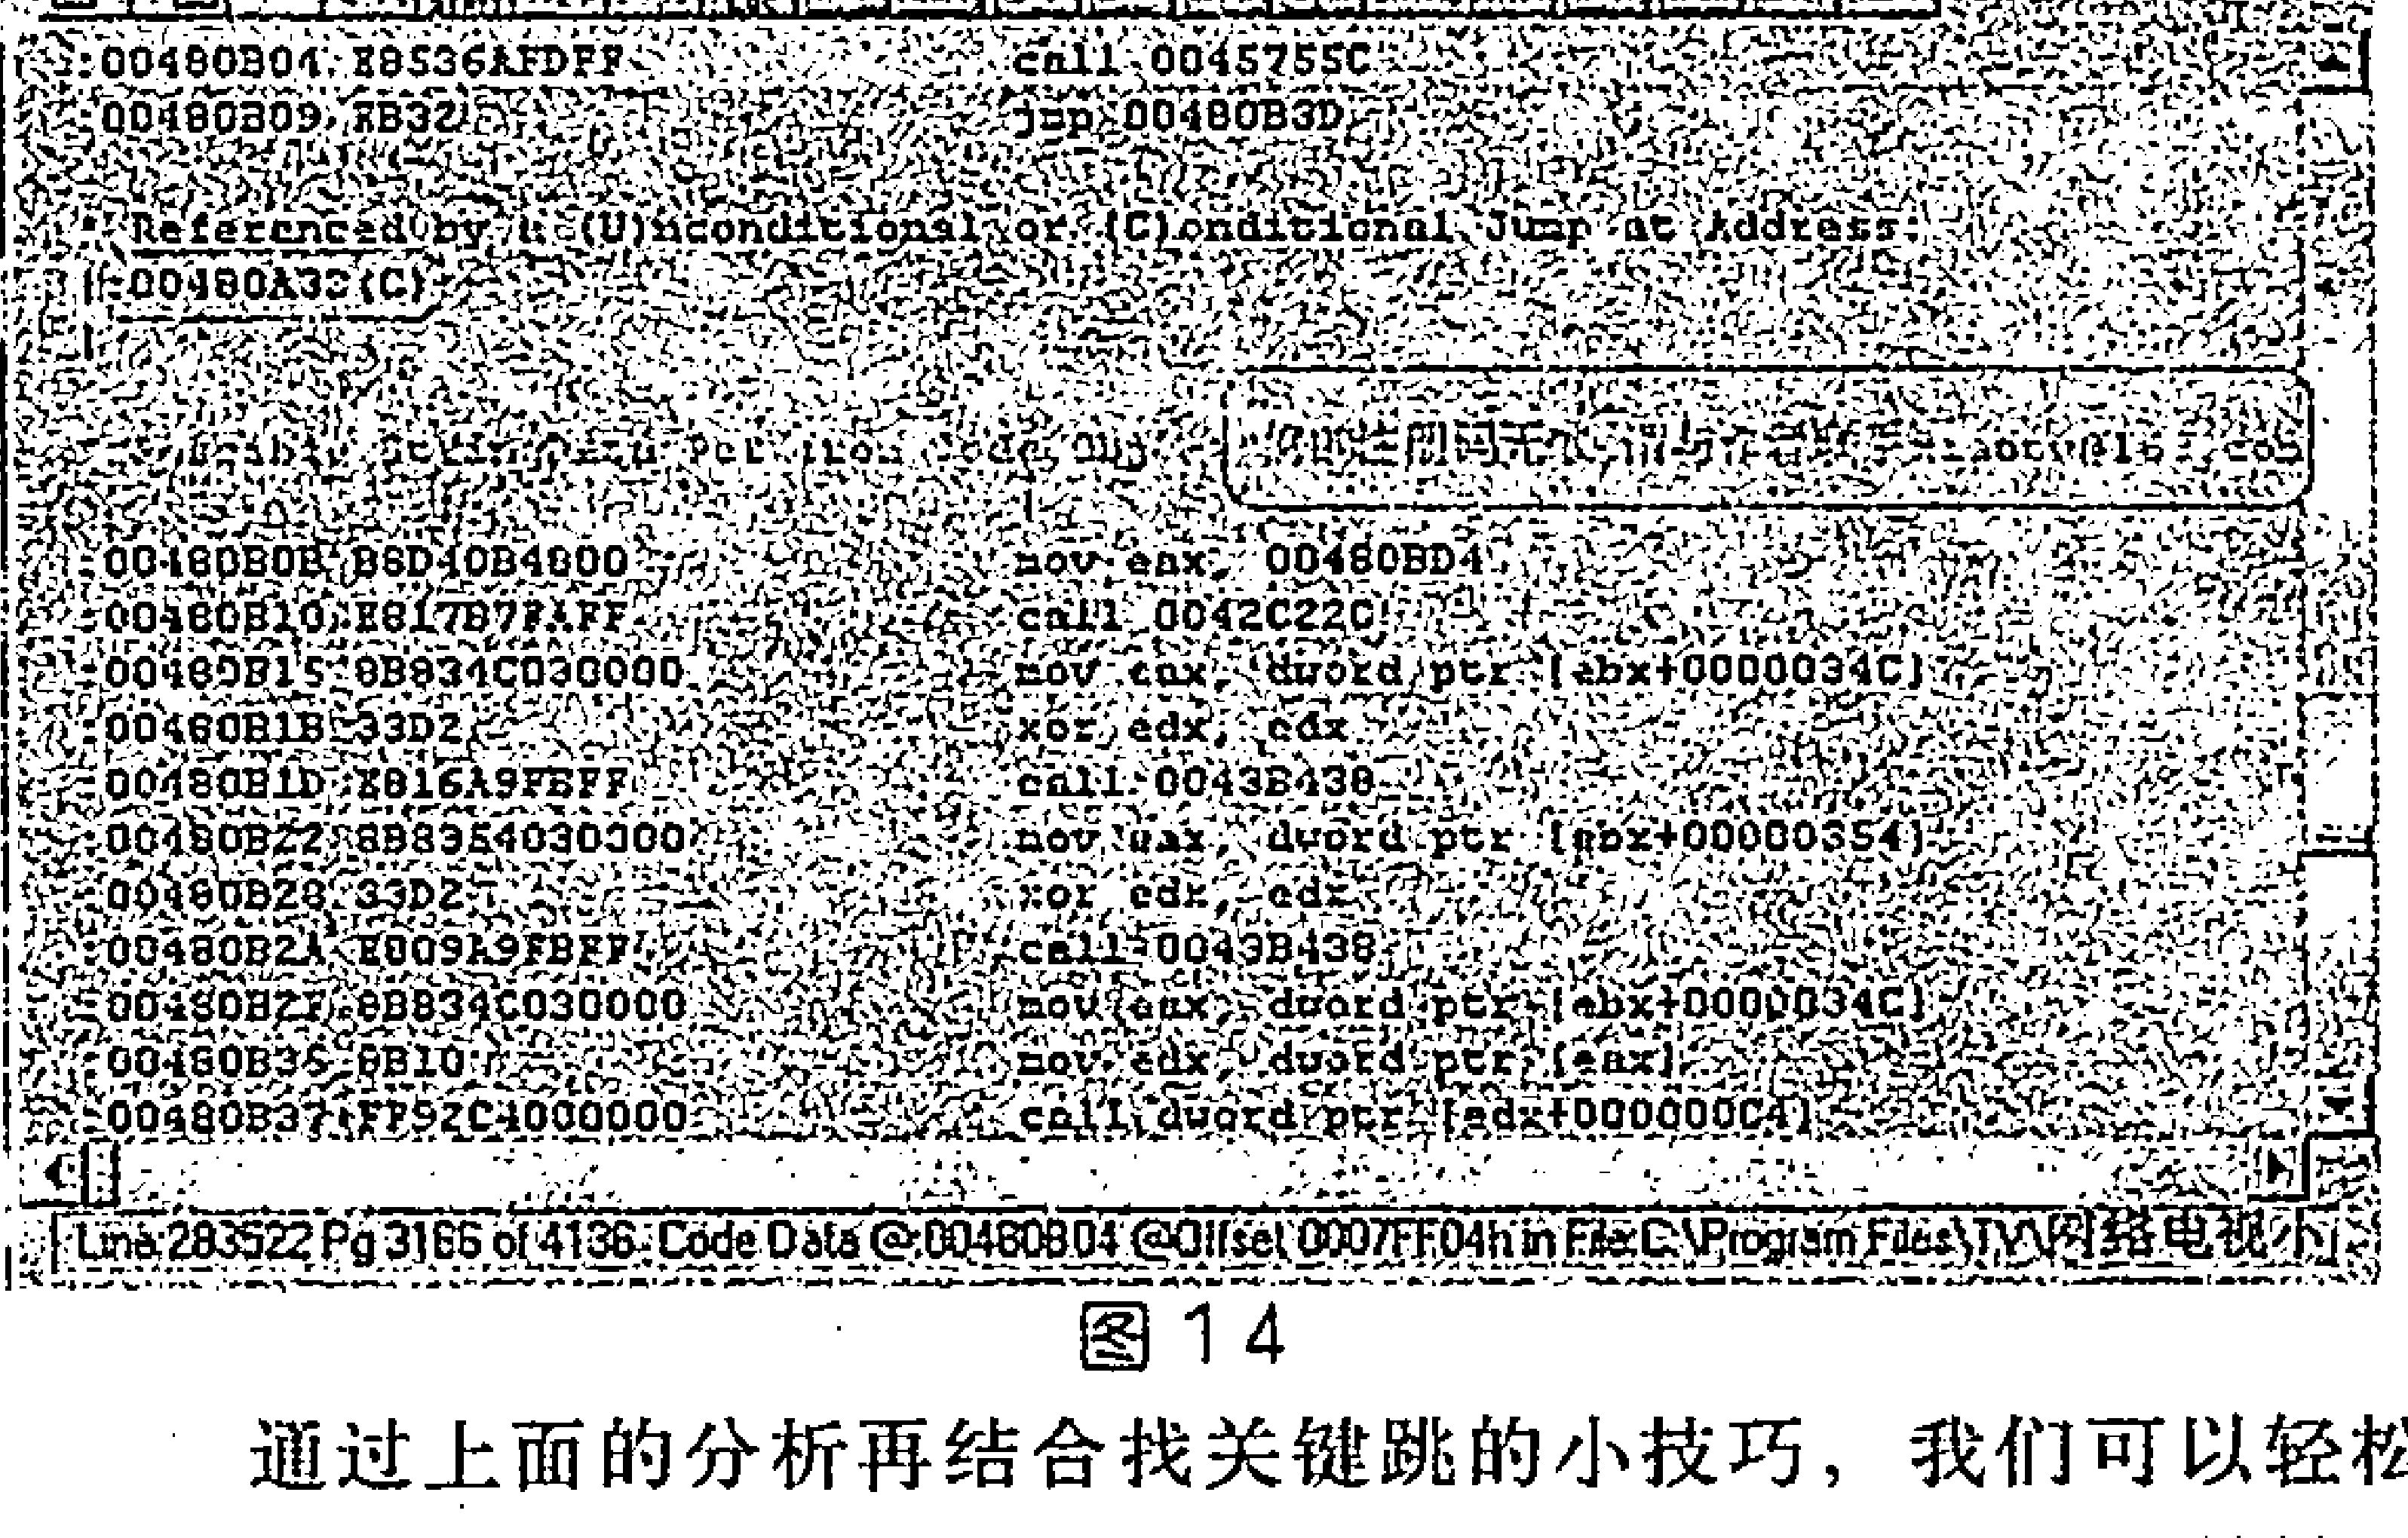 :00480B04 E8536AFDFF call 0045755C
:00480B09 EB32 jmp 00480B3D
Referenced by a (U)nconditional or (C)onditional Jump at Address:
:00480A33(C)
:00480B0B B8D40B4800 mov eax, 00480BD4
:00480B10 E817B7FAFF call 0042C22C
:00480B15 8B834C030000 mov eax, dword ptr [ebx+0000034C]
:00480B1B 33D2 xor edx, edx
:00480B1D E816A9FBFF call 0043B438
:00480B22 8B8354030000 mov eax, dword ptr [ebx+00000354]
:00480B28 33D2 xor edx, edx
:00480B2A E809A9FBFF call 0043B438
:00480B2F 8B834C030000 mov eax, dword ptr [ebx+0000034C]
:00480B35 8B10 mov edx, dword ptr [eax]
:00480B37 FF92C4000000 call dword ptr [edx+000000C4]
Line:283522 Pg 3166 of 4136 Code Data @:00480B04 @Offset 0007FF04h in File:C:\Program Files\TV\网络电视小
图 14
通过上面的分析再结合找关键跳的小技巧，我们可以轻松